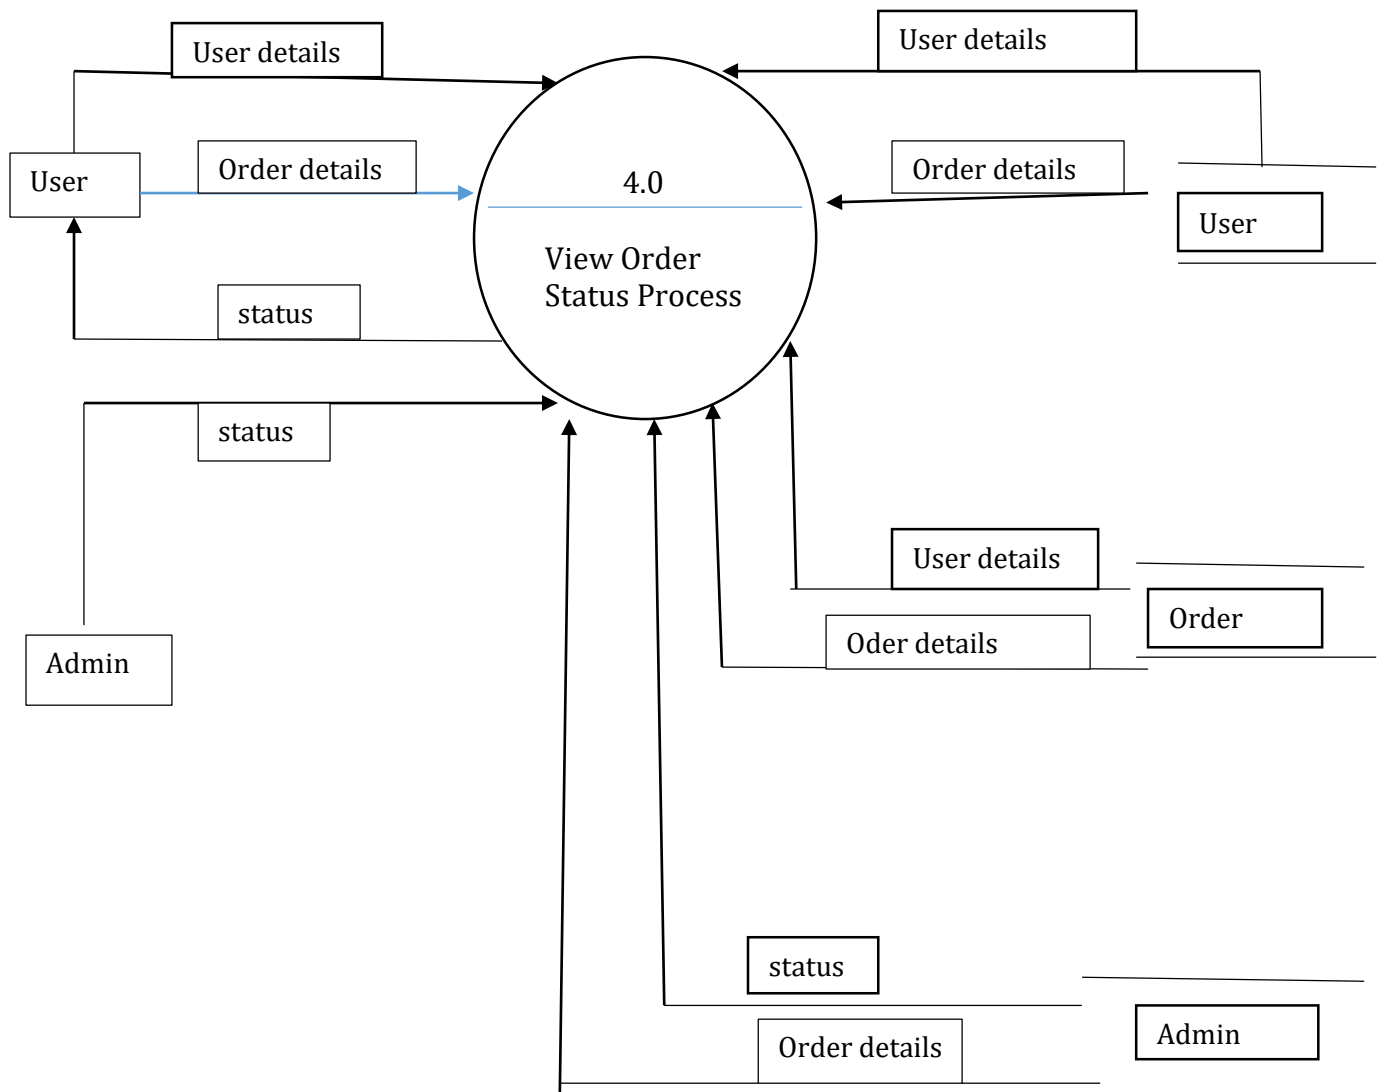 User details
User details
Order details
Order details
User
4.0
User
View Order
Status Process
status
status
User details
Order
Oder details
Admin
status
Admin
Order details